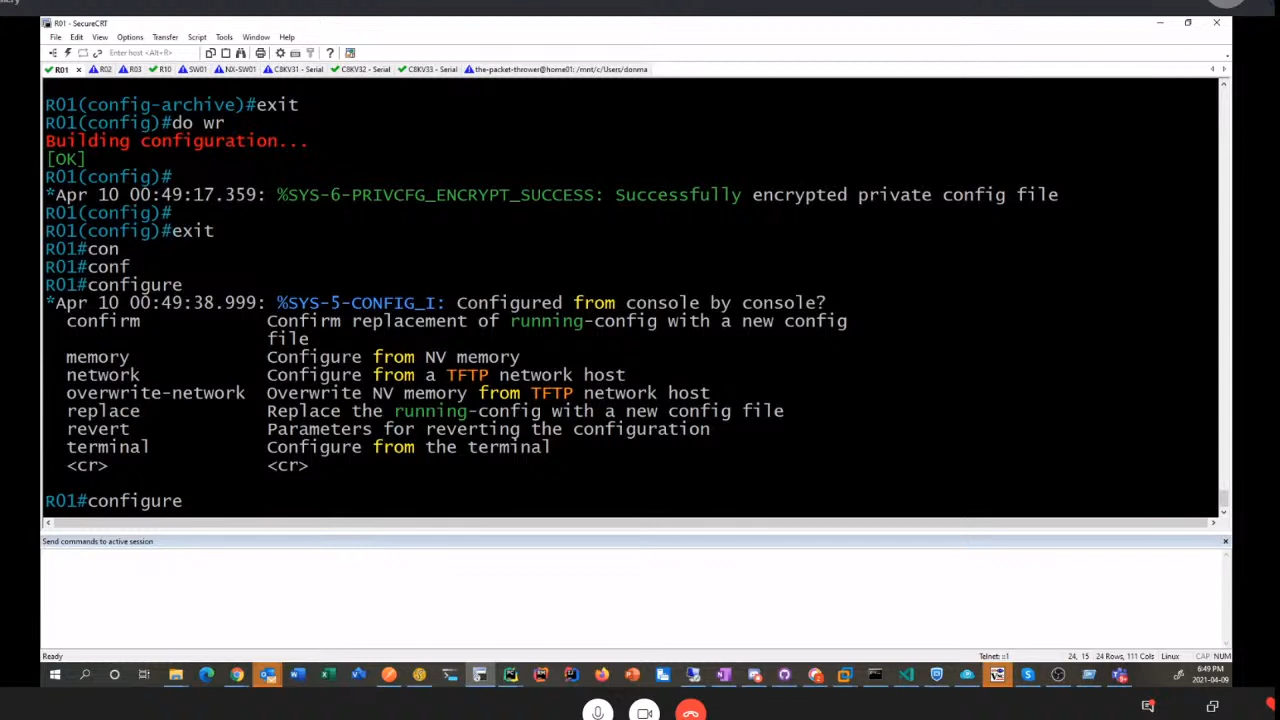 R01 - SecureCRT
File Edit View Options Transfer Script Tools Window Help
Enter host <Alt+R>
R01 R02 R03 R10 SW01 NX-SW01 C8KV31 - Serial C8KV32 - Serial C8KV33 - Serial the-packet-thrower@home01: /mnt/c/Users/donma
R01(config-archive)#exit
R01(config)#do wr
Building configuration...
[OK]
R01(config)#
*Apr 10 00:49:17.359: %SYS-6-PRIVCFG_ENCRYPT_SUCCESS: Successfully encrypted private config file
R01(config)#
R01(config)#exit
R01#con
R01#conf
R01#configure
*Apr 10 00:49:38.999: %SYS-5-CONFIG_I: Configured from console by console?
confirm Confirm replacement of running-config with a new config
file
memory Configure from NV memory
network Configure from a TFTP network host
overwrite-network Overwrite NV memory from TFTP network host
replace Replace the running-config with a new config file
revert Parameters for reverting the configuration
terminal Configure from the terminal
<cr> <cr>
R01#configure
Send commands to active session
Ready Telnet: 24, 15 24 Rows, 111 Cols Linux CAP NUM
6:49 PM
2021-04-09